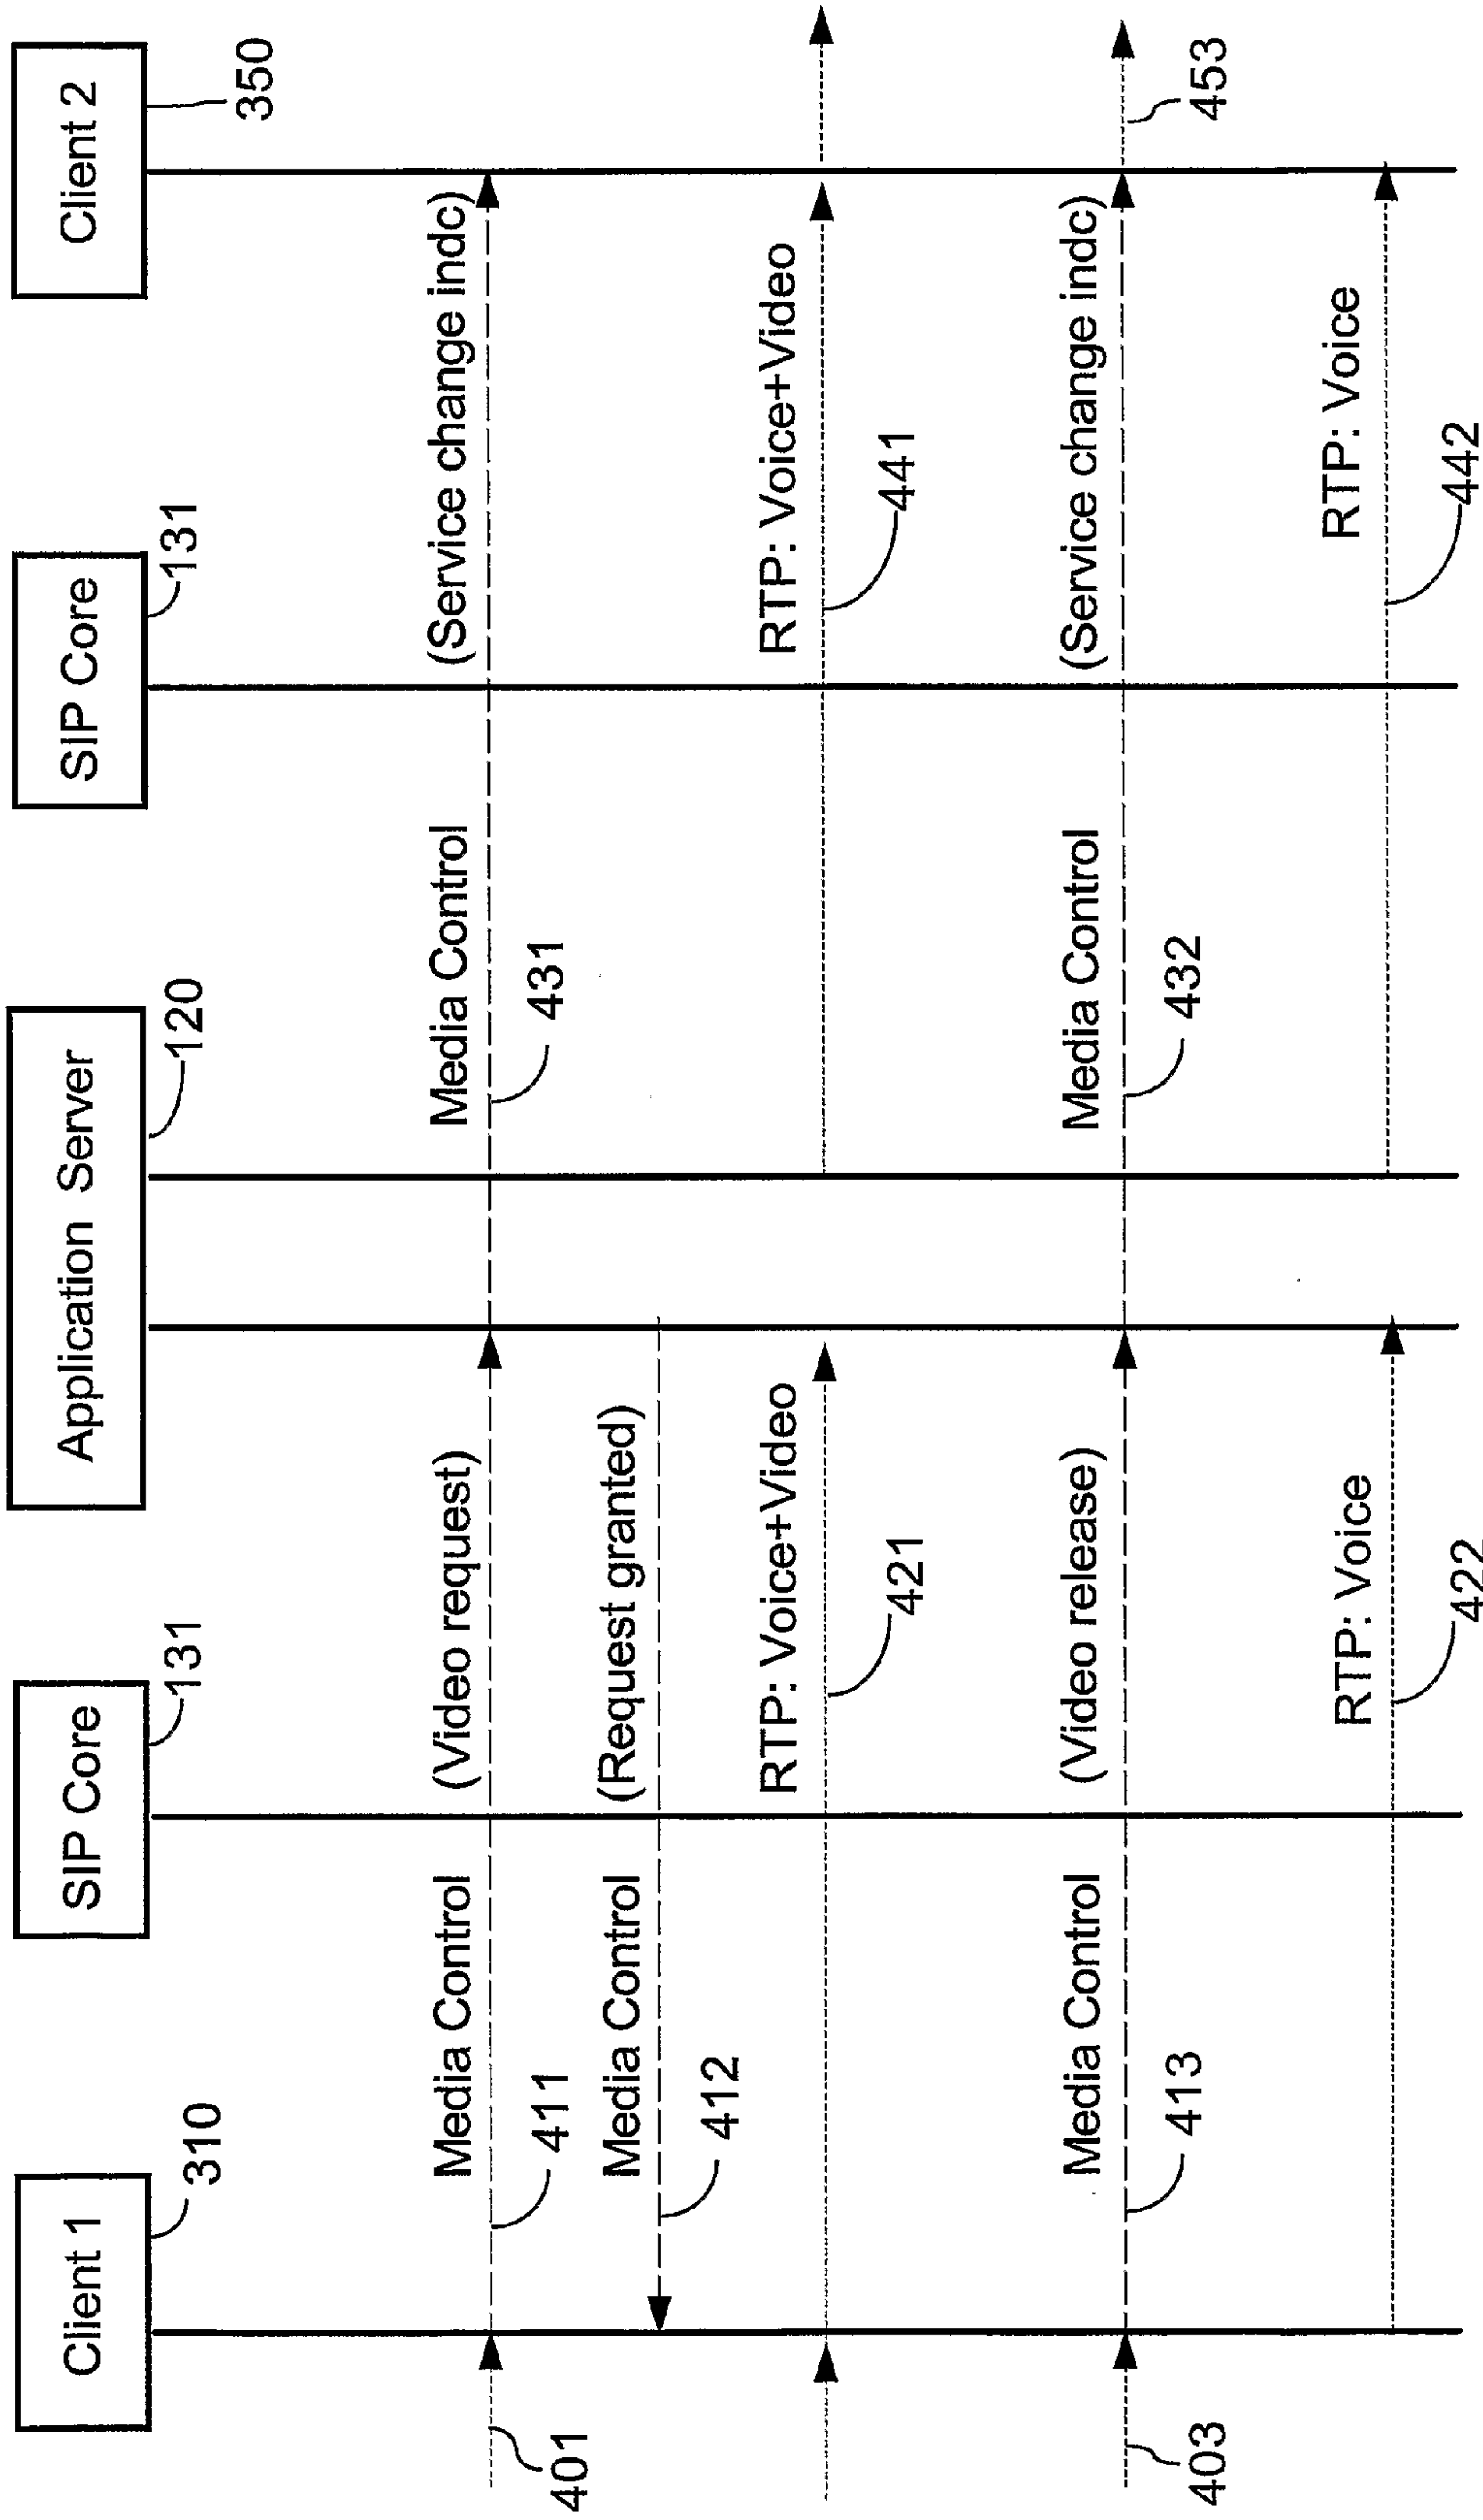 Client 1
SIP Core
Application Server
SIP Core
Client 2
310
131
120
131
350
Media Control (Video request)
Media Control (Service change indc)
401
411
431
Media Control (Request granted)
412
RTP: Voice+Video
RTP: Voice+Video
421
441
Media Control (Video release)
Media Control (Service change indc)
403
413
432
453
RTP: Voice
RTP: Voice
422
442